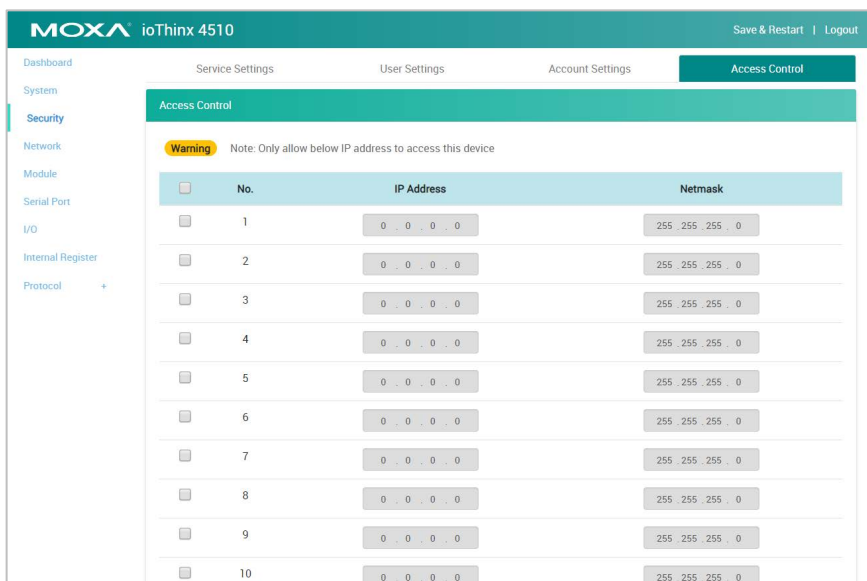 MOXA® ioThinx 4510 Save & Restart | Logout
Dashboard
System
Security
Network
Module
Serial Port
I/O
Internal Register
Protocol +
Service Settings User Settings Account Settings Access Control
Access Control
Warning Note: Only allow below IP address to access this device
No. IP Address Netmask
1 0 . 0 . 0 . 0 255 . 255 . 255 . 0
2 0 . 0 . 0 . 0 255 . 255 . 255 . 0
3 0 . 0 . 0 . 0 255 . 255 . 255 . 0
4 0 . 0 . 0 . 0 255 . 255 . 255 . 0
5 0 . 0 . 0 . 0 255 . 255 . 255 . 0
6 0 . 0 . 0 . 0 255 . 255 . 255 . 0
7 0 . 0 . 0 . 0 255 . 255 . 255 . 0
8 0 . 0 . 0 . 0 255 . 255 . 255 . 0
9 0 . 0 . 0 . 0 255 . 255 . 255 . 0
10 0 . 0 . 0 . 0 255 . 255 . 255 . 0